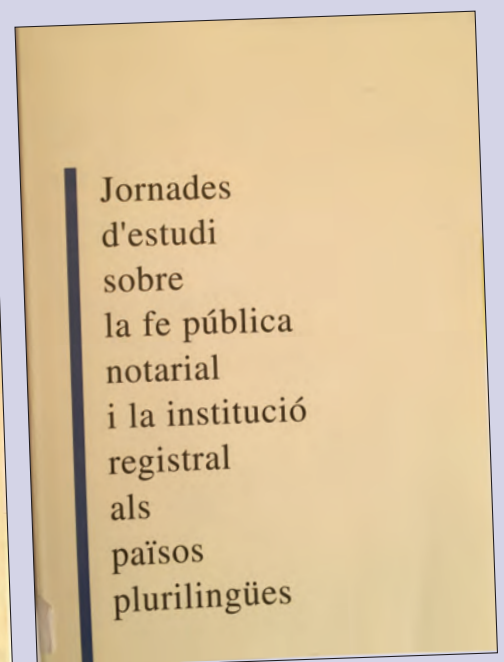 Jornades
d'estudi
sobre
la fe pública
notarial
i la institució
registral
als
països
plurilingües